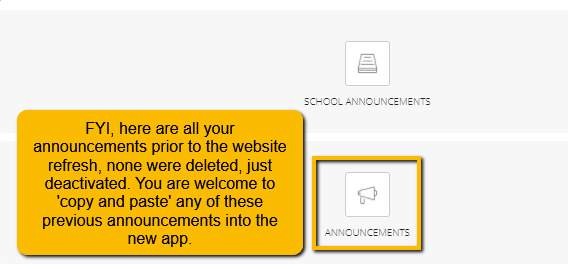 SCHOOL ANNOUNCEMENTS
FYI, here are all your
announcements prior to the website
refresh, none were deleted, just
deactivated. You are welcome to
'copy and paste' any of these
previous announcements into the
new app.
ANNOUNCEMENTS